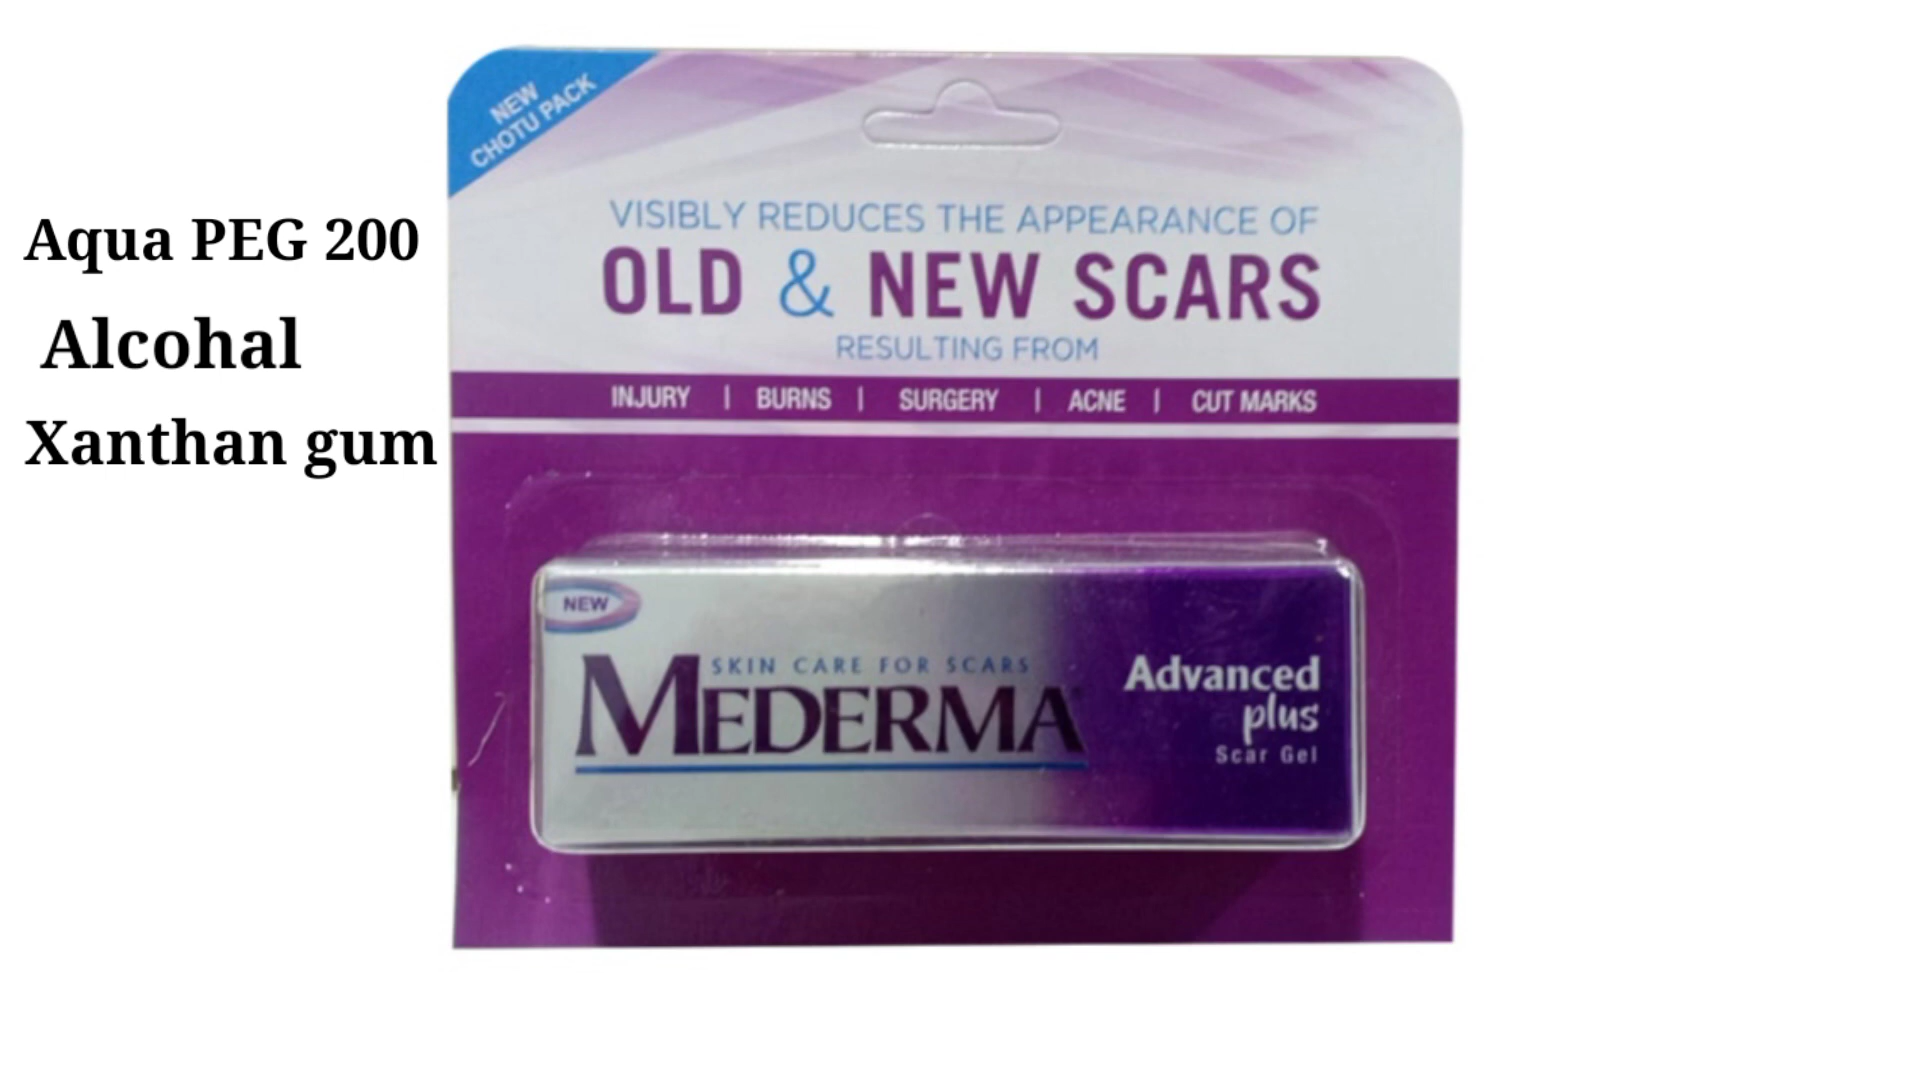 Aqua PEG 200
Alcohal
Xanthan gum
NEW
CHOTU PACK
VISIBLY REDUCES THE APPEARANCE OF
OLD & NEW SCARS
RESULTING FROM
INJURY | BURNS | SURGERY | ACNE | CUT MARKS
NEW
SKIN CARE FOR SCARS
MEDERMA
Advanced
plus
Scar Gel